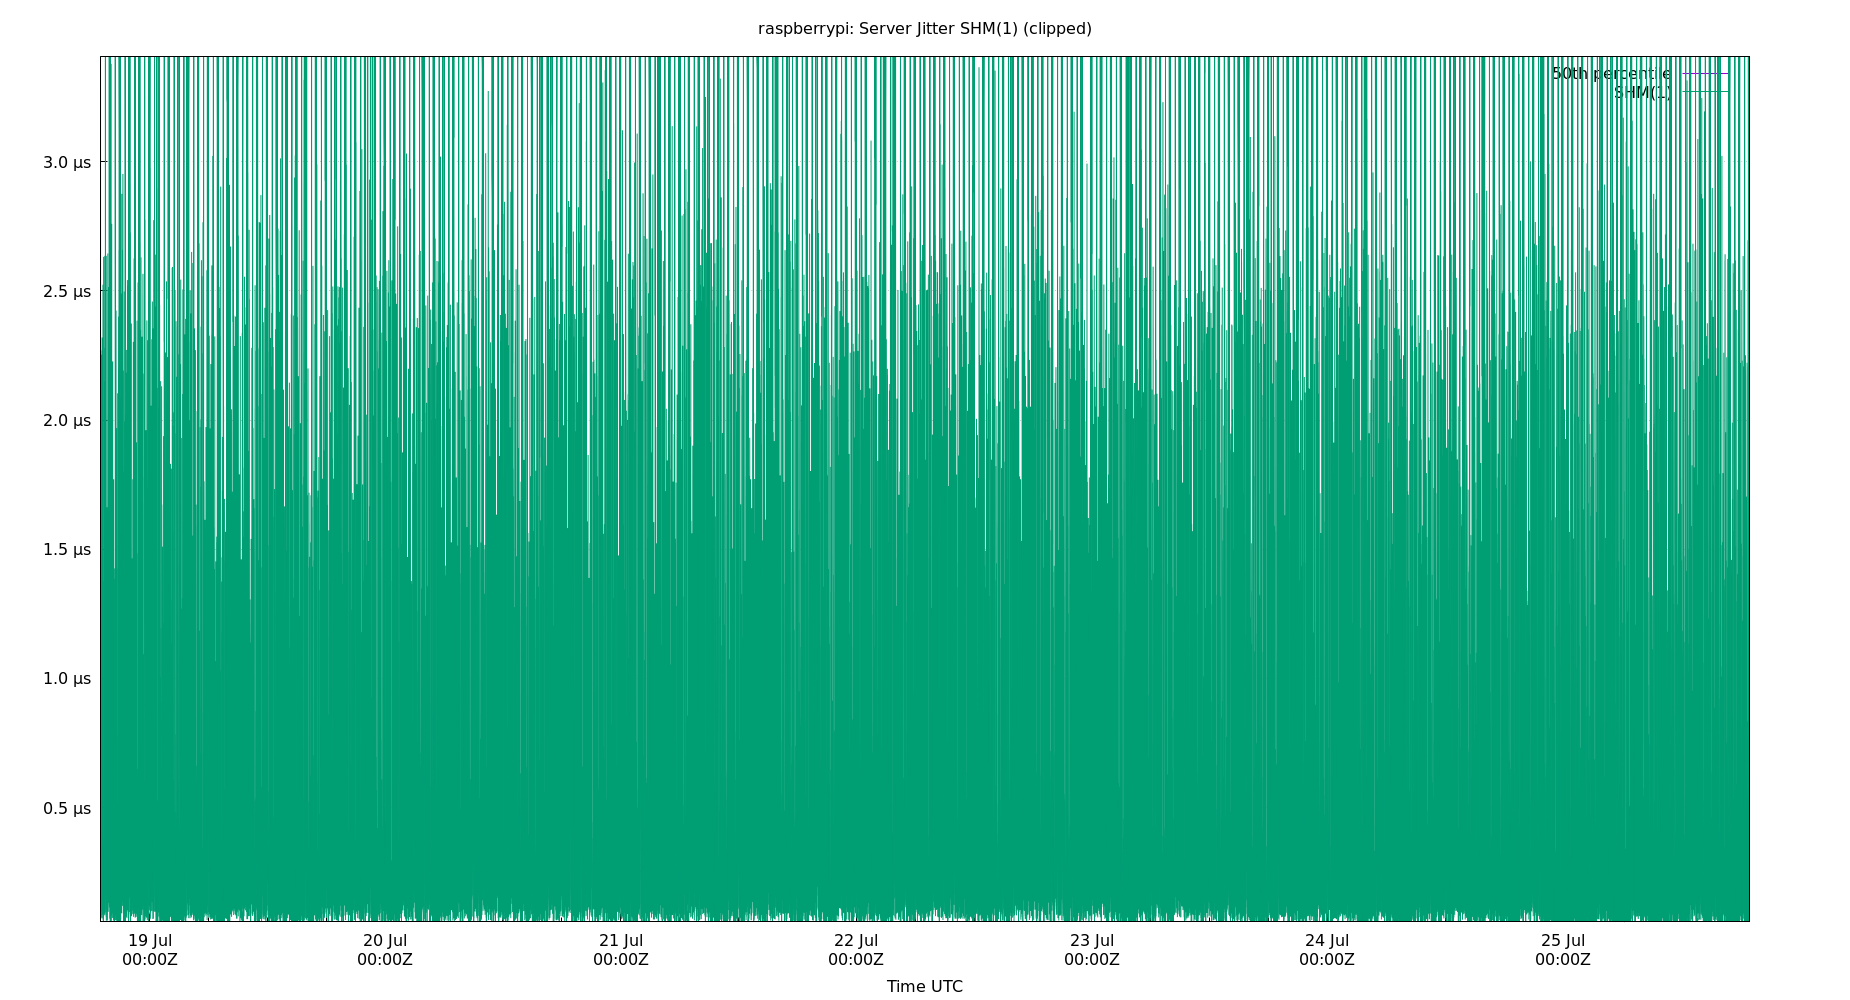 raspberrypi: Server Jitter SHM(1) (clipped)
50th percentile
SHM(1)
3.0 µs
2.5 µs
2.0 µs
1.5 µs
1.0 µs
0.5 µs
19 Jul 20 Jul 21 Jul 22 Jul 23 Jul 24 Jul 25 Jul
00:00Z 00:00Z 00:00Z 00:00Z 00:00Z 00:00Z 00:00Z
Time UTC